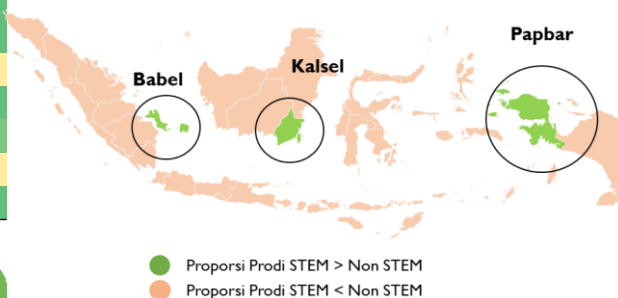 Papbar
Kalsel
Babel
Proporsi Prodi STEM > Non STEM
Proporsi Prodi STEM < Non STEM